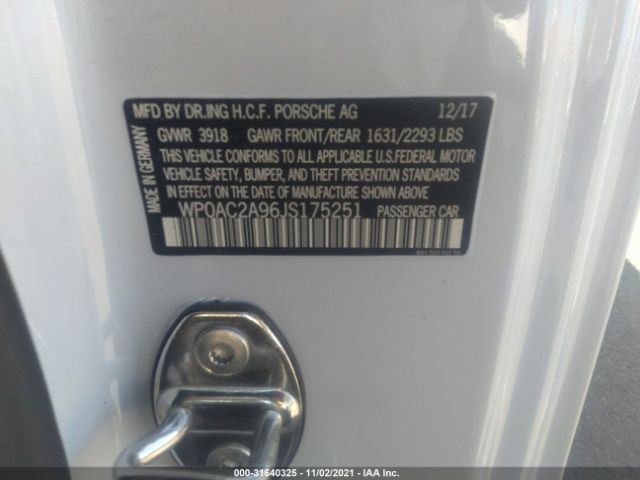 MFD BY DR.ING H.C.F. PORSCHE AG 12/17
GVWR 3918 GAWR FRONT/REAR 1631/2293 LBS
THIS VEHICLE CONFORMS TO ALL APPLICABLE U.S.FEDERAL MOTOR
VEHICLE SAFETY, BUMPER, AND THEFT PREVENTION STANDARDS
IN EFFECT ON THE DATE OF MANUFACTURE SHOWN ABOVE
WP0AC2A96JS175251 PASSENGER CAR
MADE IN GERMANY
000-31640325 - 11/02/2021 - IAA Inc.